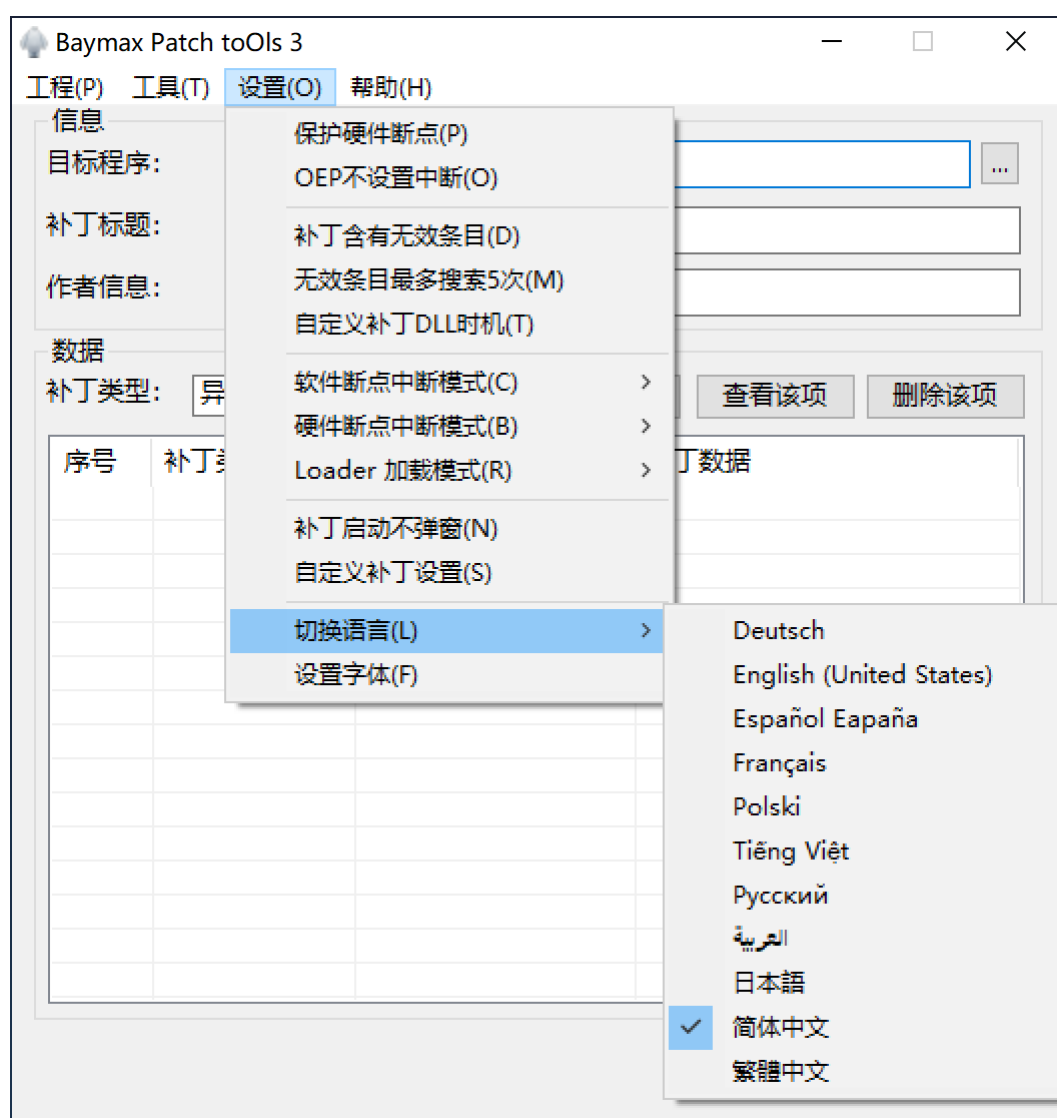 Baymax Patch toOls 3
工程(P) 工具(T) 设置(O) 帮助(H)
信息
目标程序:
...
补丁标题:
作者信息:
保护硬件断点(P)
OEP不设置中断(O)
补丁含有无效条目(D)
无效条目最多搜索5次(M)
自定义补丁DLL时机(T)
软件断点中断模式(C)
硬件断点中断模式(B)
Loader 加载模式(R)
补丁启动不弹窗(N)
自定义补丁设置(S)
切换语言(L)
设置字体(F)
数据
补丁类型: 异
查看该项 删除该项
序号 补丁 丁数据
Deutsch
English (United States)
Español Eapaña
Français
Polski
Tiếng Việt
Русский
العربية
日本語
简体中文
繁體中文